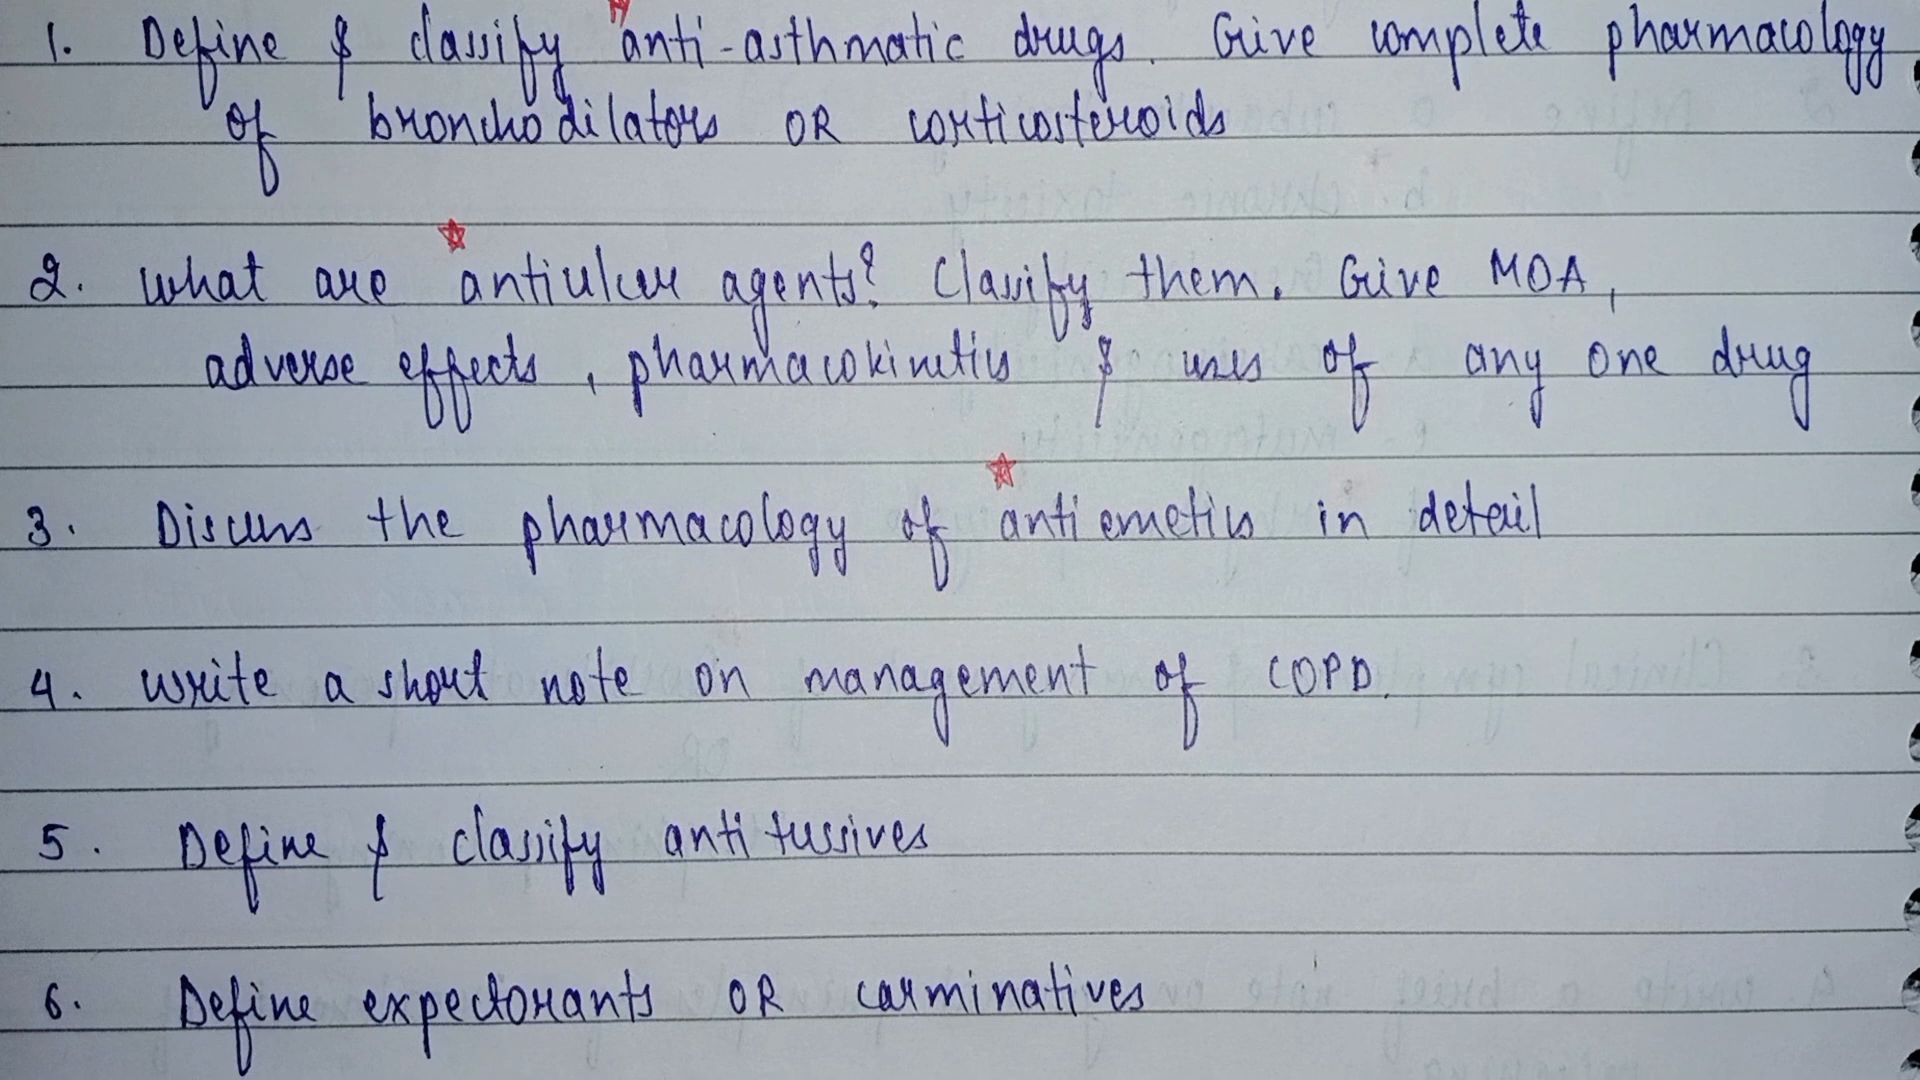 1. Define & classify anti-asthmatic drugs. Give complete pharmacology
of bronchodilators OR corticosteroids
2. What are antiulcer agents? Classify them. Give MOA,
adverse effects, pharmacokinetics & uses of any one drug
3. Discuss the pharmacology of antiemetics in detail
4. Write a short note on management of COPD.
5. Define & classify antitussives
6. Define expectorants OR carminatives